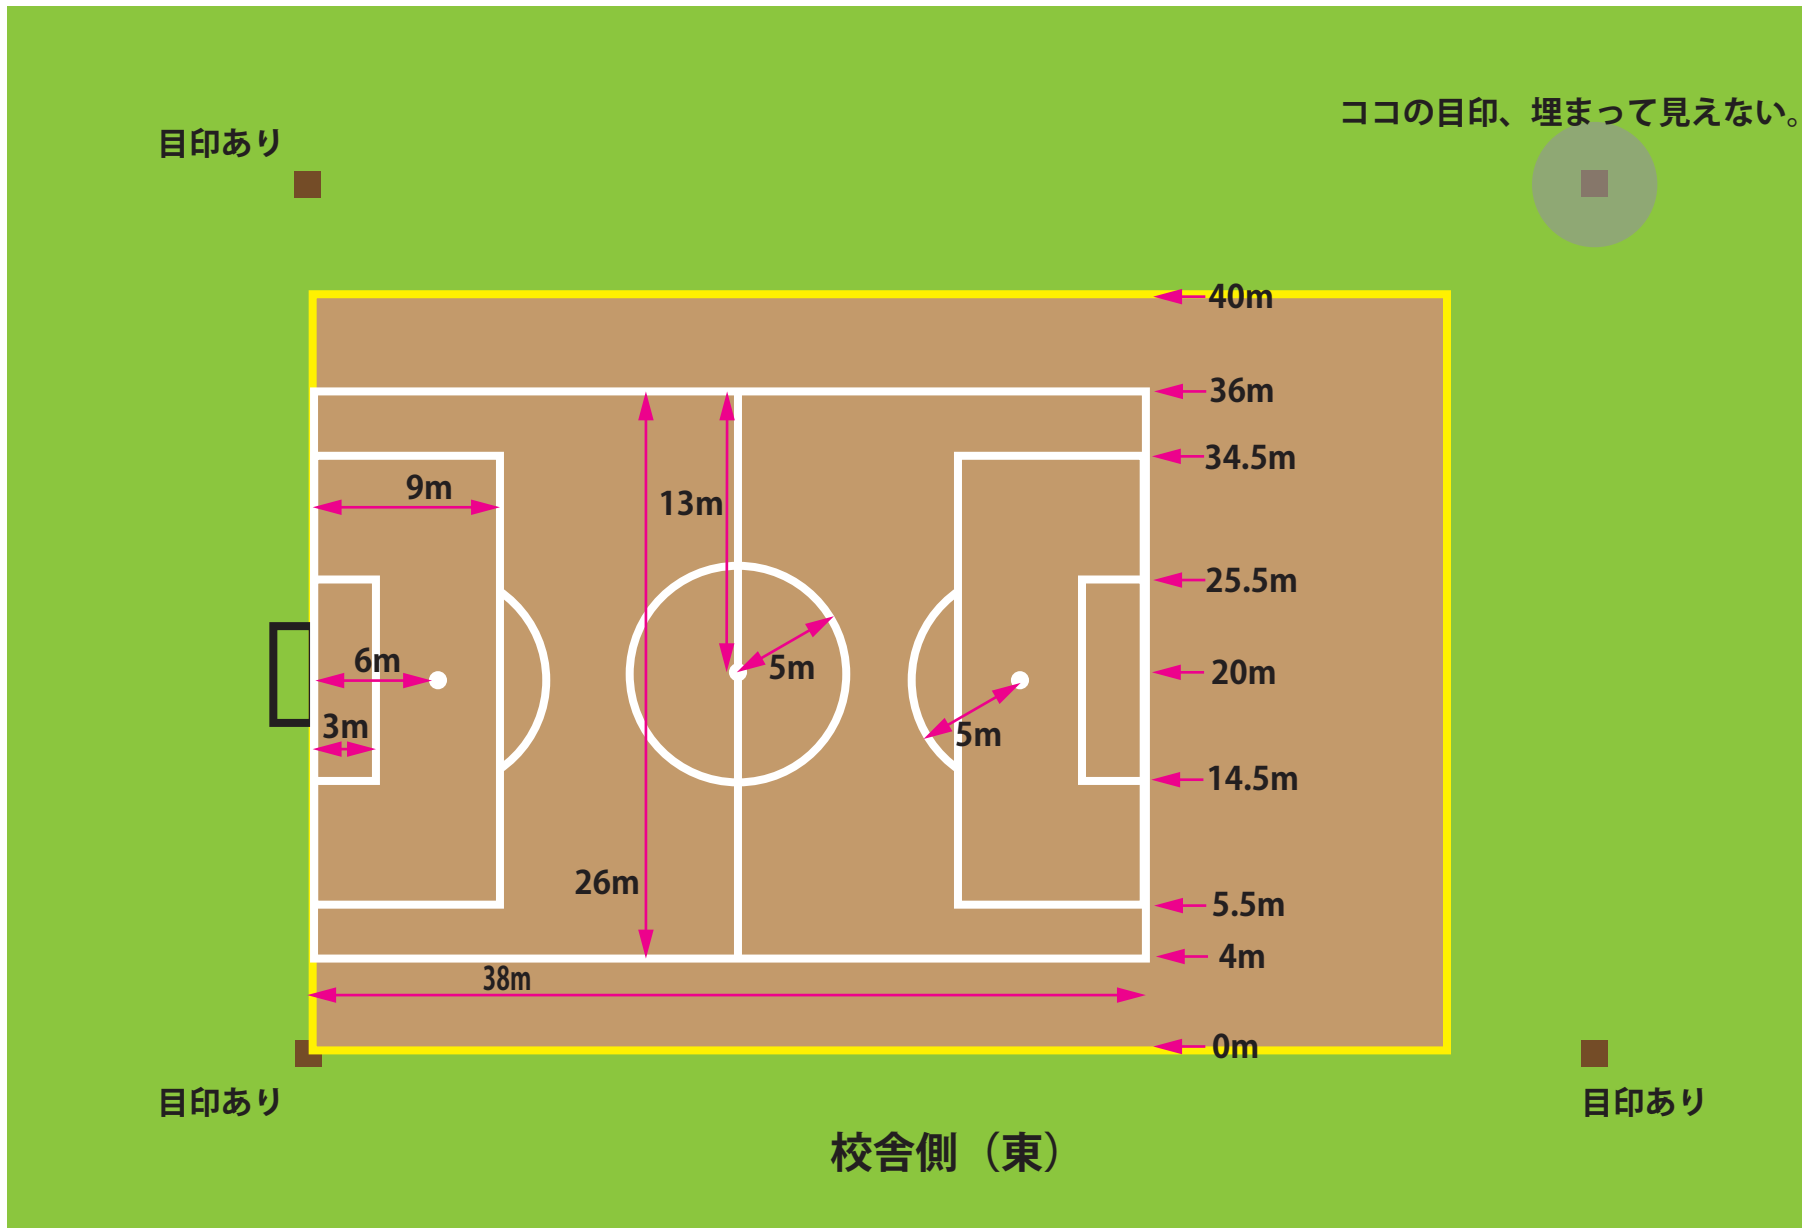 ココの目印、埋まって見えない。
目印あり
40m
36m
34.5m
9m
13m
25.5m
6m
5m
20m
3m
5m
14.5m
26m
5.5m
4m
38m
0m
目印あり
目印あり
校舎側（東）